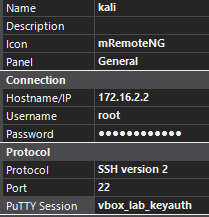 Name kali
Description
Icon mRemoteNG
Panel General
Connection
Hostname/IP 172.16.2.2
Username root
Password ●●●●●●●●●●●●
Protocol
Protocol SSH version 2
Port 22
PuTTY Session vbox_lab_keyauth